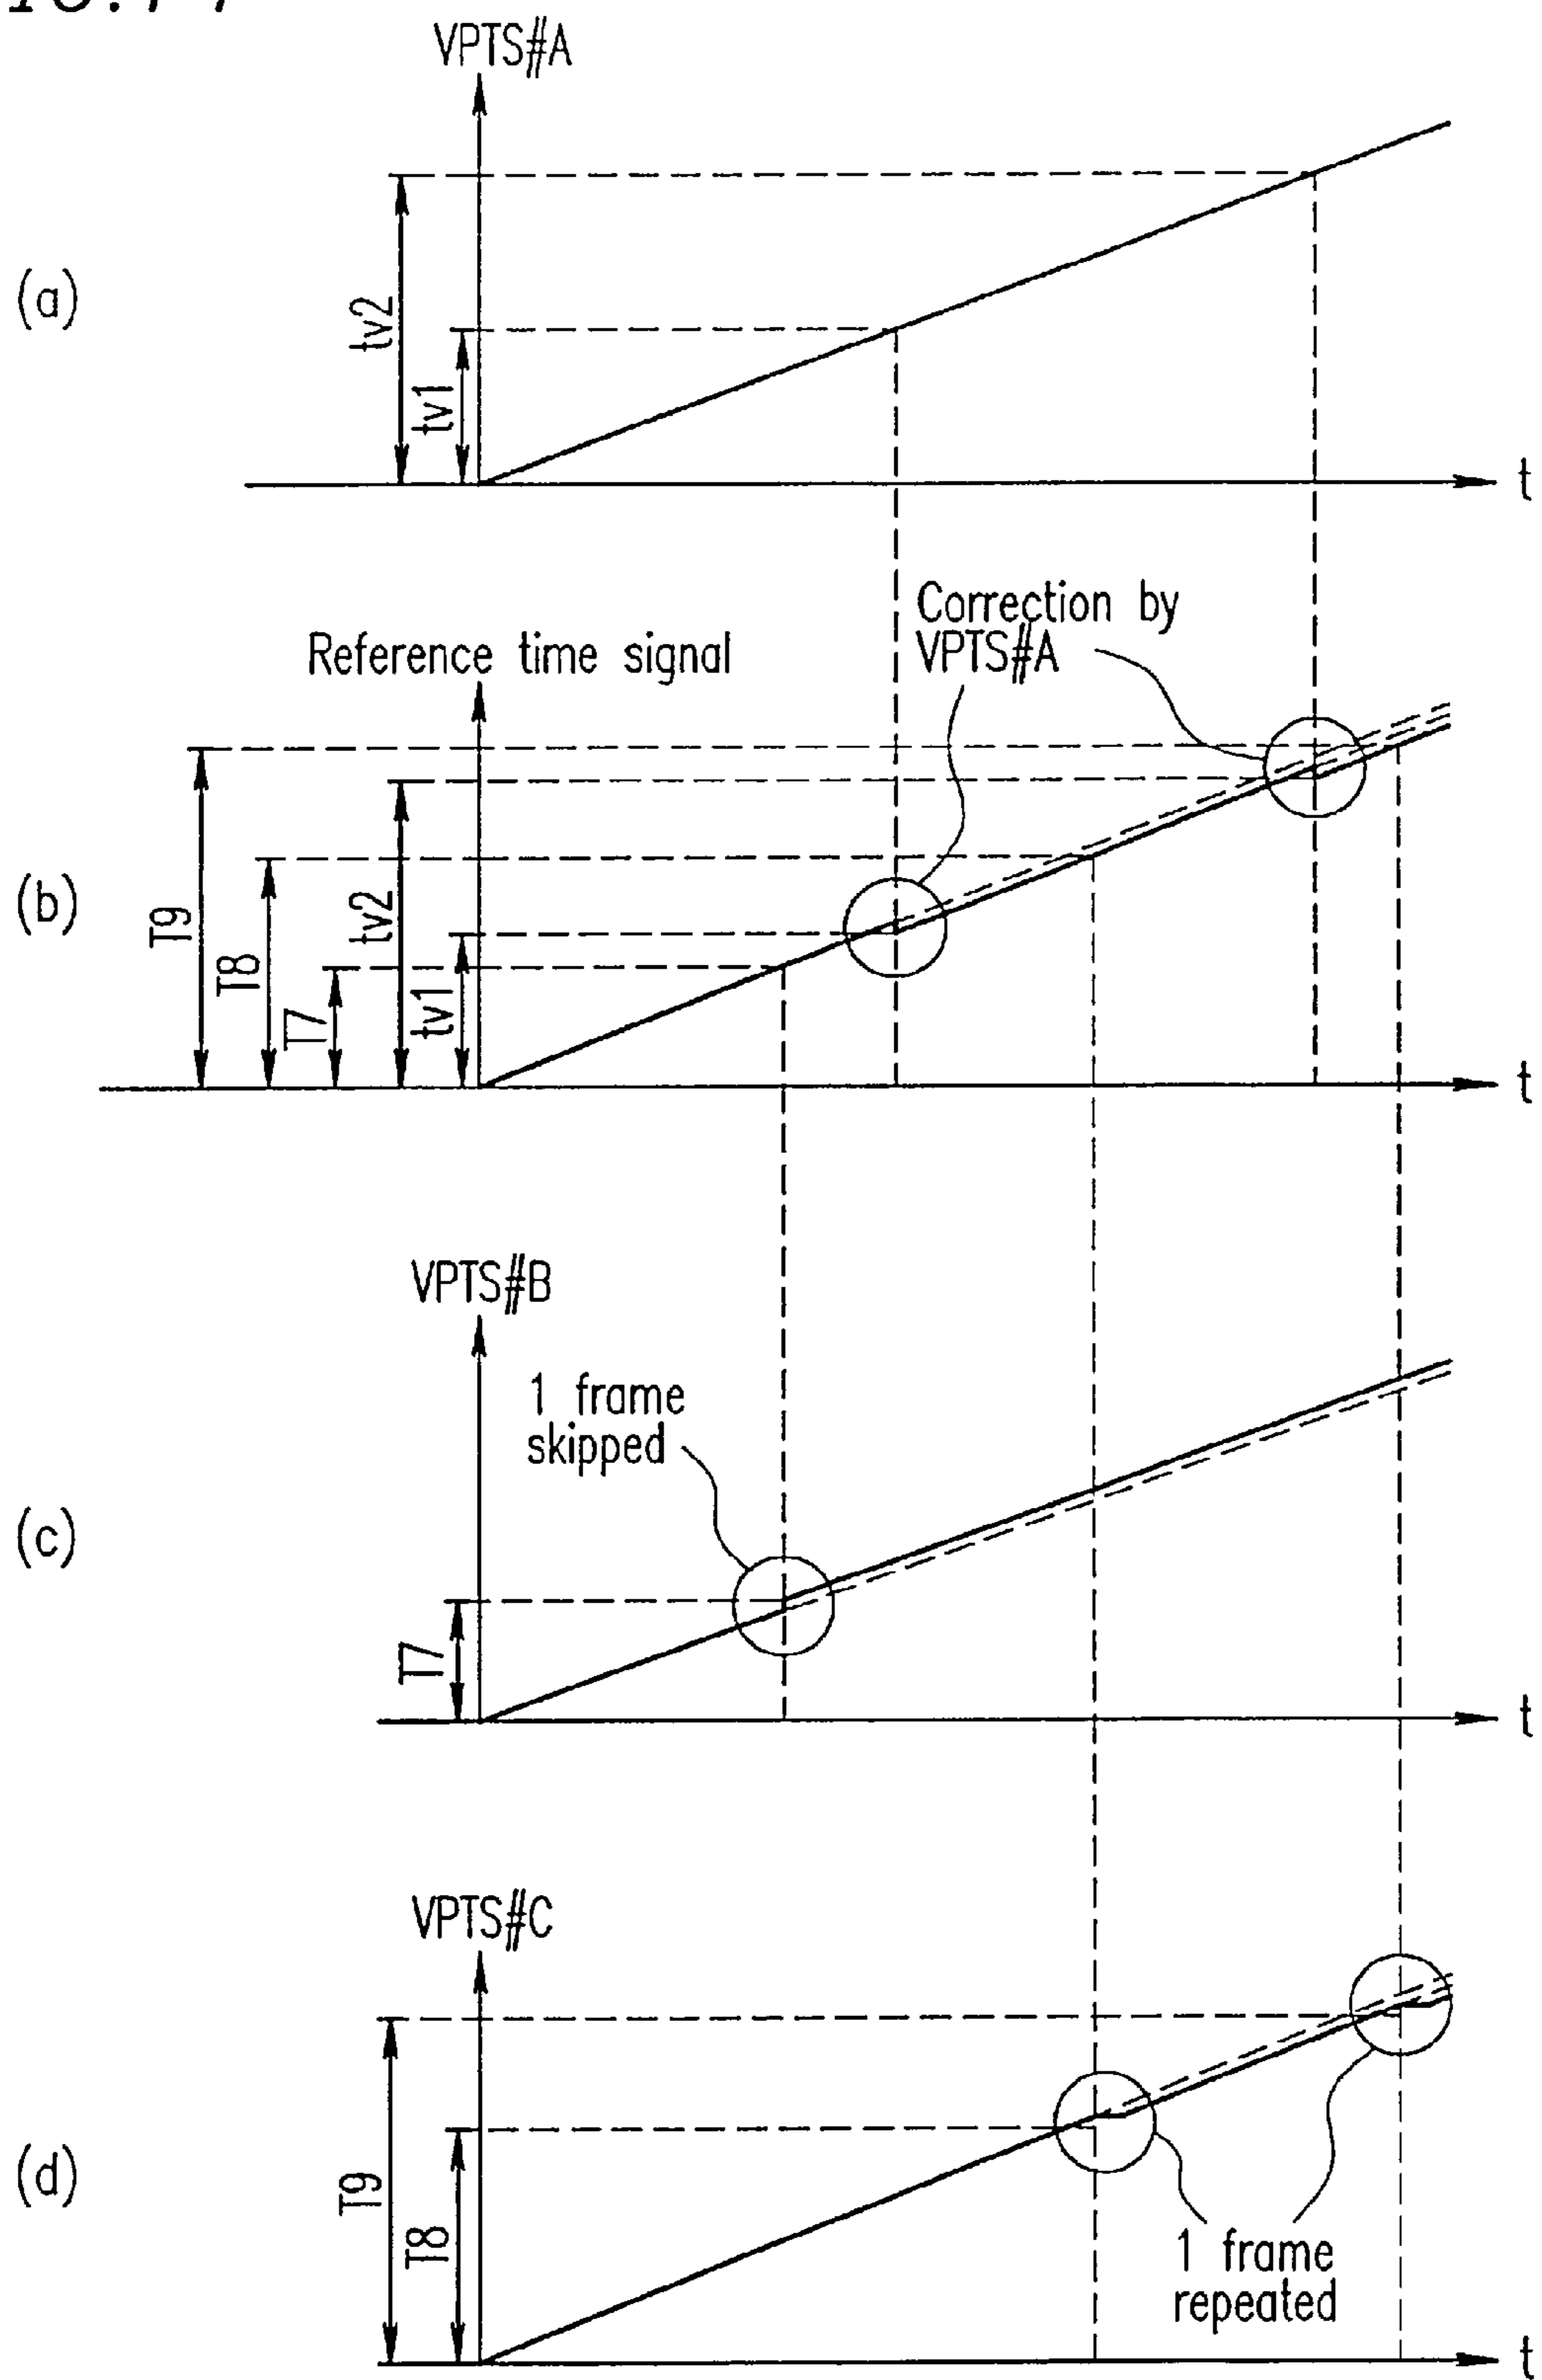 VPTS#A
(a)
tv2
tv1
t
Correction by
VPTS#A
Reference time signal
(b)
T9
T8
T7
tv2
tv1
t
VPTS#B
1 frame
skipped
(c)
T7
t
VPTS#C
(d)
T9
T8
1 frame
repeated
t